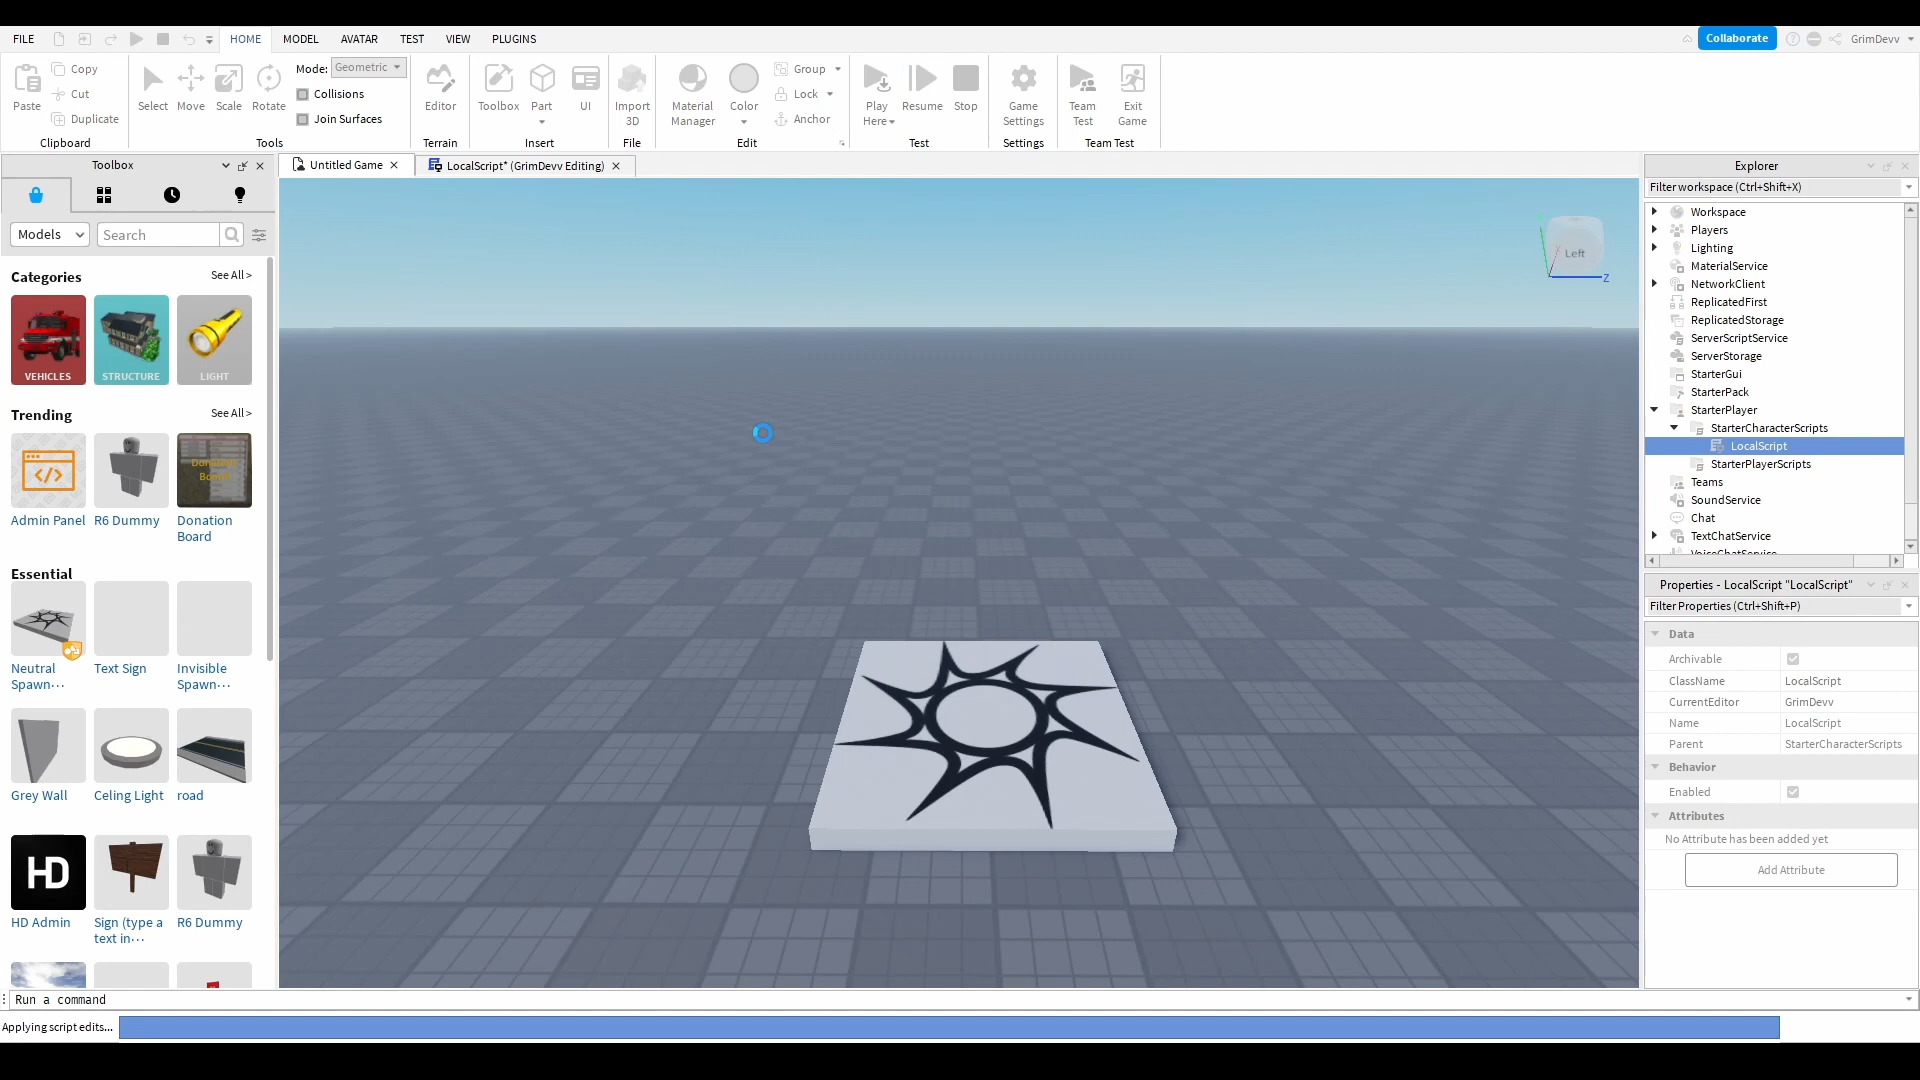 FILE
HOME
MODEL
AVATAR
TEST
VIEW
PLUGINS
Collaborate
GrimDevv
Paste
Copy
Cut
Duplicate
Clipboard
Select
Move
Scale
Rotate
Mode: Geometric
Collisions
Join Surfaces
Tools
Editor
Terrain
Toolbox
Part
UI
Insert
Import
3D
File
Material
Manager
Color
Group
Lock
Anchor
Edit
Play
Here
Resume
Stop
Test
Game
Settings
Settings
Team
Test
Exit
Game
Team Test
Toolbox
Untitled Game
LocalScript* (GrimDevv Editing)
Models
Search
Categories
See All >
VEHICLES
STRUCTURE
LIGHT
Trending
See All >
Admin Panel
R6 Dummy
Donation
Board
Essential
Neutral
Spawn···
Text Sign
Invisible
Spawn···
Grey Wall
Celing Light
road
HD
HD Admin
Sign (type a
text in···
R6 Dummy
Left
Z
Explorer
Filter workspace (Ctrl+Shift+X)
Workspace
Players
Lighting
MaterialService
NetworkClient
ReplicatedFirst
ReplicatedStorage
ServerScriptService
ServerStorage
StarterGui
StarterPack
StarterPlayer
StarterCharacterScripts
LocalScript
StarterPlayerScripts
Teams
SoundService
Chat
TextChatService
VoiceChatService
Properties - LocalScript "LocalScript"
Filter Properties (Ctrl+Shift+P)
Data
Archivable
ClassName LocalScript
CurrentEditor GrimDevv
Name LocalScript
Parent StarterCharacterScripts
Behavior
Enabled
Attributes
No Attribute has been added yet
Add Attribute
Run a command
Applying script edits...